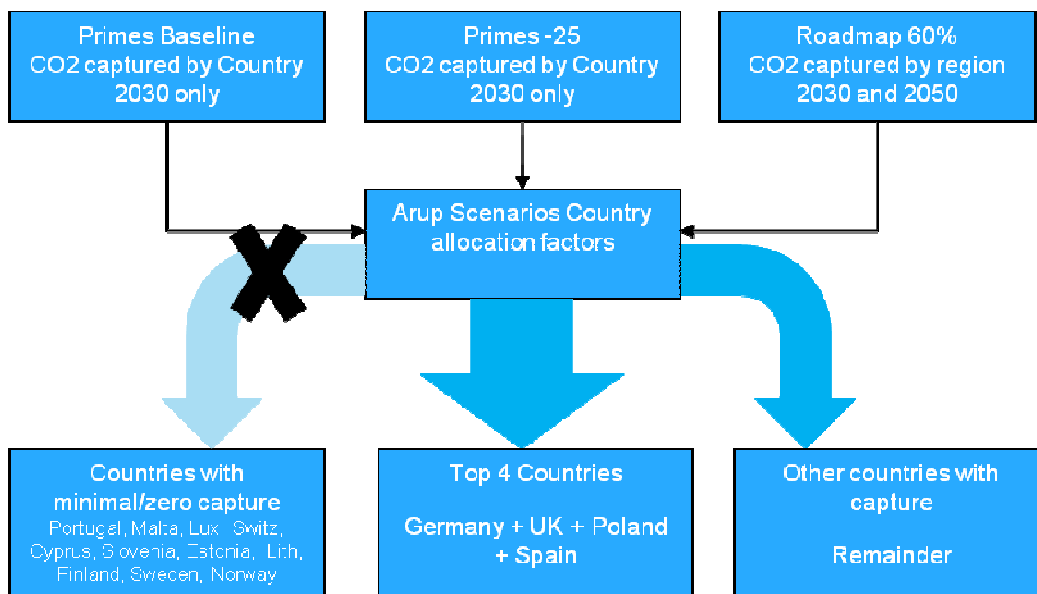 Primes Baseline
CO2 captured by Country
2030 only
Primes -25
CO2 captured by Country
2030 only
Roadmap 60%
CO2 captured by region
2030 and 2050
Arup Scenarios Country
allocation factors
Countries with
minimal/zero capture
Portugal, Malta, Lux, Switz,
Cyprus, Slovenia, Estonia, Lith,
Finland, Sweden, Norway
Top 4 Countries
Germany + UK + Poland
+ Spain
Other countries with
capture
Remainder